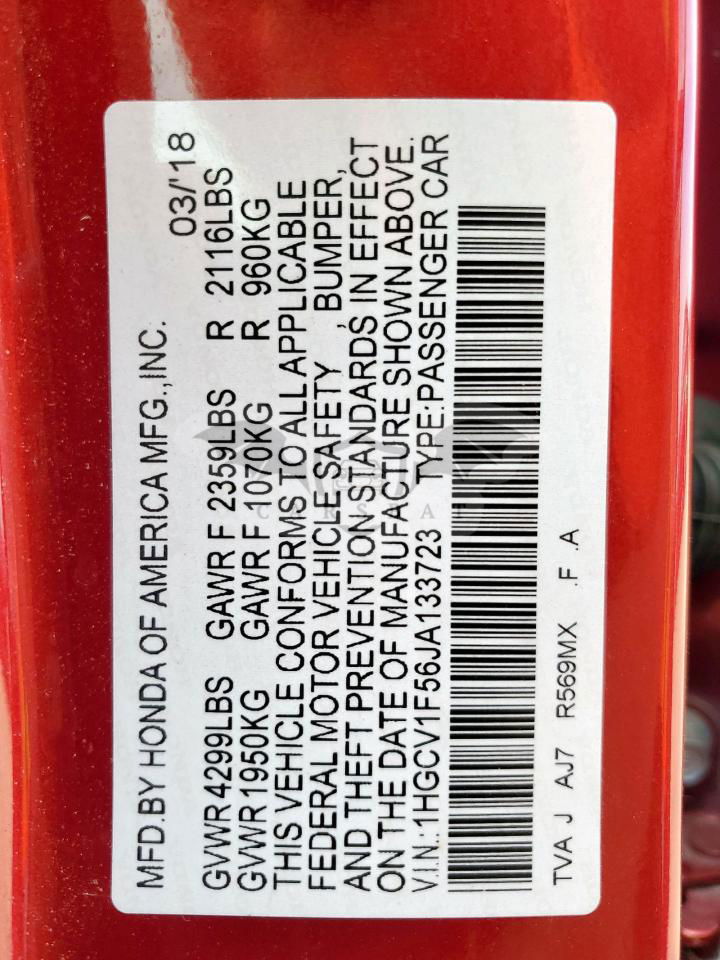 MFD.BY HONDA OF AMERICA MFG.,INC. 03/'18
GVWR 4299LBS GAWR F 2359LBS R 2116LBS
GVWR 1950KG GAWR F 1070KG R 960KG
THIS VEHICLE CONFORMS TO ALL APPLICABLE
FEDERAL MOTOR VEHICLE SAFETY , BUMPER,
AND THEFT PREVENTION STANDARDS IN EFFECT
ON THE DATE OF MANUFACTURE SHOWN ABOVE.
V.I.N.:1HGCV1F56JA133723 TYPE:PASSENGER CAR
TVA J AJ7 R569MX .F .A